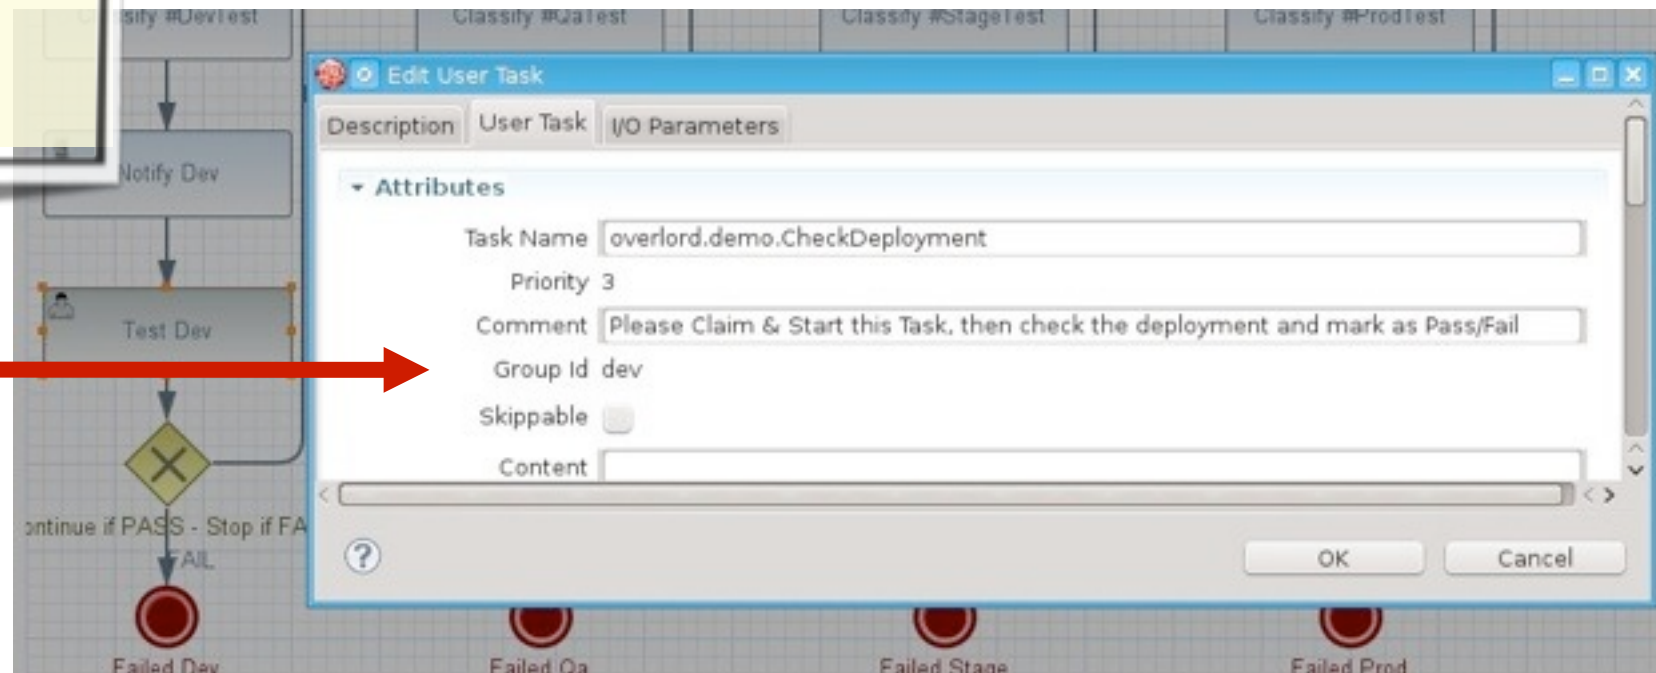 Classify #DevTest
Classify #QaTest
Classify #StageTest
Classify #ProdTest
Edit User Task
Description
User Task
I/O Parameters
Notify Dev
Attributes
Task Name overlord.demo.CheckDeployment
Priority 3
Comment Please Claim & Start this Task, then check the deployment and mark as Pass/Fail
Test Dev
Group Id dev
Skippable
Content
ontinue if PASS - Stop if FA
FAIL
?
OK
Cancel
Failed Dev
Failed Qa
Failed Stage
Failed Prod